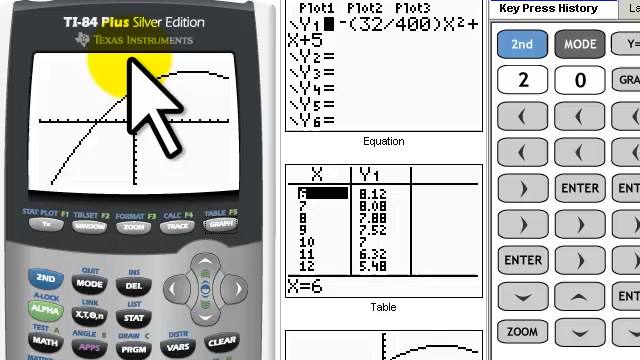 TI-84 Plus Silver Edition
TEXAS INSTRUMENTS
STAT PLOT F1 TBLSET F2 FORMAT F3 CALC F4 TABLE F5
Y= WINDOW ZOOM TRACE GRAPH
QUIT INS
2ND MODE DEL
A-LOCK LINK LIST
ALPHA X,T,Θ,n STAT
TEST A ANGLE B DRAW C DISTR
MATH APPS PRGM VARS CLEAR
Plot1 Plot2 Plot3
\Y1 -(32/400)X²+
X+5
\Y2=
\Y3=
\Y4=
\Y5=
\Y6=
Equation
X Y1
6 8.12
7 8.08
8 7.88
9 7.52
10 7
11 6.32
12 5.48
X=6
Table
Key Press History
2nd MODE Y=
2 0 GRA
ENTER ENTER
ENTER
ENTE
ZOOM